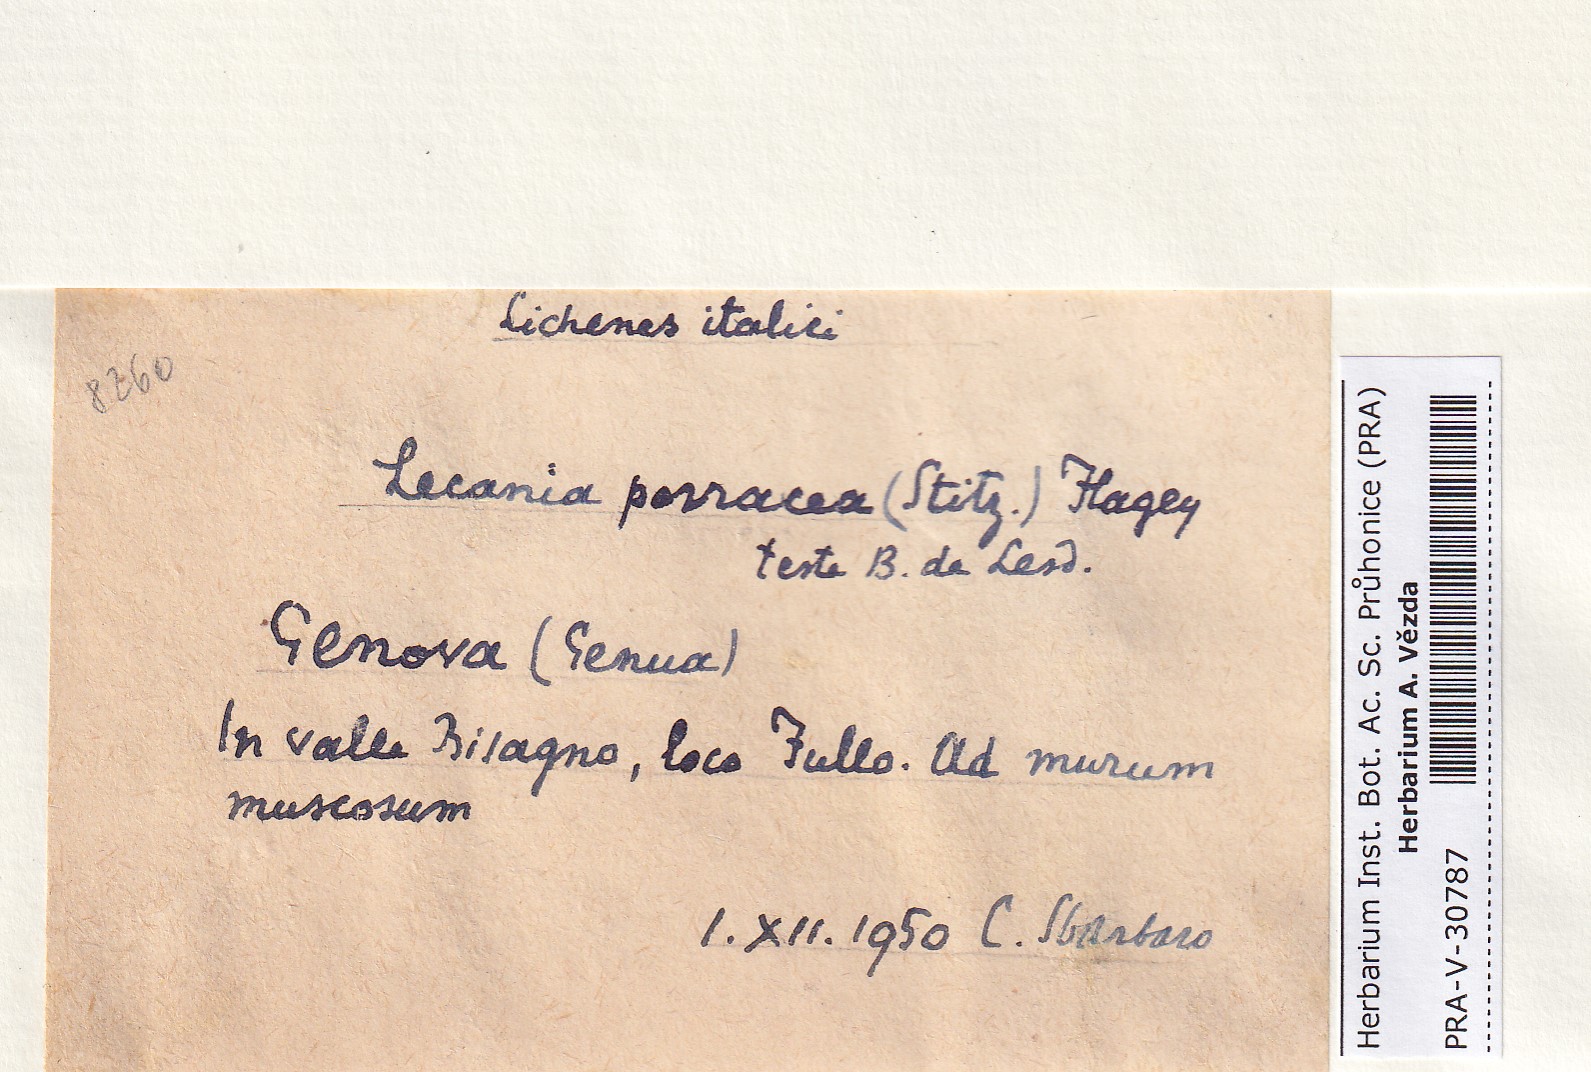 Lichenes italici
8260
Lecania porracea (Stitz.) Flagey
teste B. de Lesd.
Genova (Genua)
In valle Bisagno, loco Fullo. Ad murum
muscosum
1. XII. 1950 C. Sbarbaro
Herbarium Inst. Bot. Ac. Sc. Průhonice (PRA)
Herbarium A. Vězda
PRA-V-30787